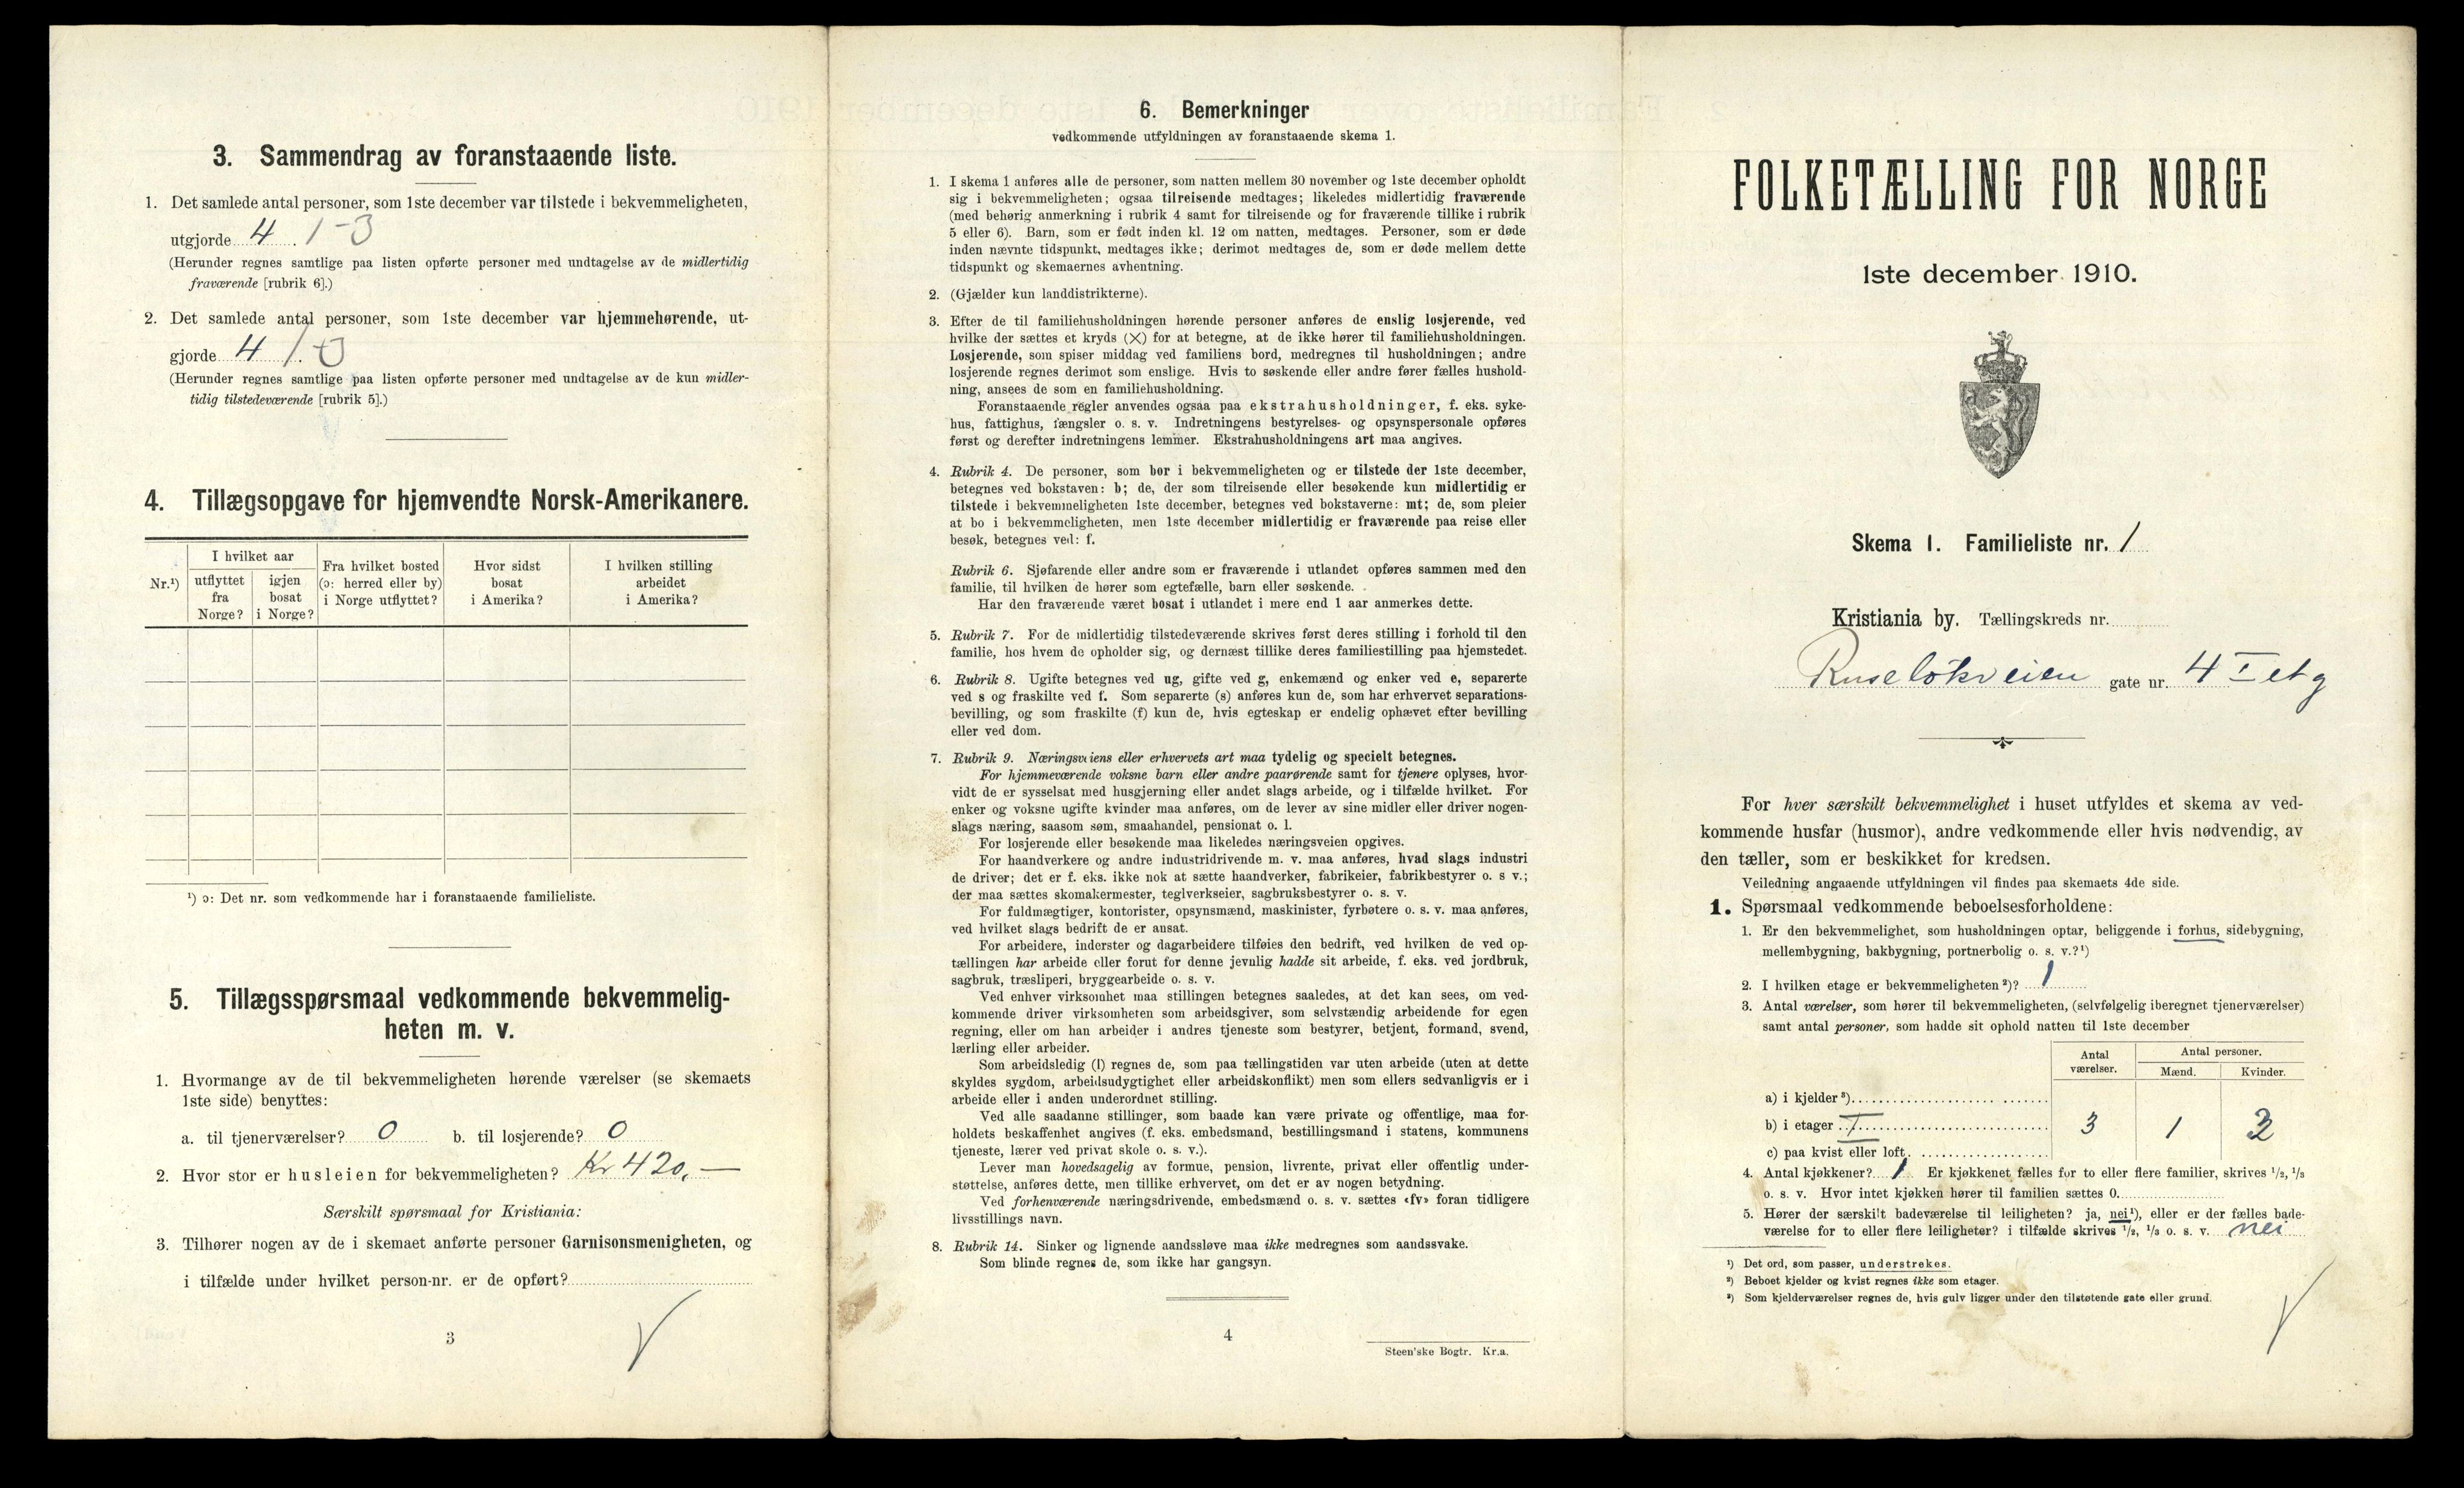 3. Sammendrag av foranstaaende liste.
1. Det samlede antal personer, som 1ste december var tilstede i bekvemmeligheten,
utgjorde 4 1-3
(Herunder regnes samtlige paa listen opførte personer med undtagelse av de midlertidig
fraværende [rubrik 6].)
2. Det samlede antal personer, som 1ste december var hjemmehørende, ut-
gjorde 4 1-3
(Herunder regnes samtlige paa listen opførte personer med undtagelse av de kun midler-
tidig tilstedeværende [rubrik 5].)
4. Tillægsopgave for hjemvendte Norsk-Amerikanere.
Nr.¹)
I hvilket aar
utflyttet
fra
Norge?
igjen
bosat
i Norge?
Fra hvilket bosted
(ɔ: herred eller by)
i Norge utflyttet?
Hvor sidst
bosat
i Amerika?
I hvilken stilling
arbeidet
i Amerika?
¹) ɔ: Det nr. som vedkommende har i foranstaaende familieliste.
5. Tillægsspørsmaal vedkommende bekvemmelig-
heten m. v.
1. Hvormange av de til bekvemmeligheten hørende værelser (se skemaets
1ste side) benyttes:
a. til tjenerværelser? 0 b. til losjerende? 0
2. Hvor stor er husleien for bekvemmeligheten? Kr 420,—
Særskilt spørsmaal for Kristiania:
3. Tilhører nogen av de i skemaet anførte personer Garnisonsmenigheten, og
i tilfælde under hvilket person-nr. er de opført?
3
6. Bemerkninger
vedkommende utfyldningen av foranstaaende skema 1.
1. I skema 1 anføres alle de personer, som natten mellem 30 november og 1ste december opholdt
sig i bekvemmeligheten; ogsaa tilreisende medtages; likeledes midlertidig fraværende
(med behørig anmerkning i rubrik 4 samt for tilreisende og for fraværende tillike i rubrik
5 eller 6). Barn, som er født inden kl. 12 om natten, medtages. Personer, som er døde
inden nævnte tidspunkt, medtages ikke; derimot medtages de, som er døde mellem dette
tidspunkt og skemaernes avhentning.
2. (Gjælder kun landdistrikterne).
3. Efter de til familiehusholdningen hørende personer anføres de enslig losjerende, ved
hvilke der sættes et kryds (✕) for at betegne, at de ikke hører til familiehusholdningen.
Losjerende, som spiser middag ved familiens bord, medregnes til husholdningen; andre
losjerende regnes derimot som enslige. Hvis to søskende eller andre fører fælles hushold-
ning, ansees de som en familiehusholdning.
Foranstaaende regler anvendes ogsaa paa ekstrahusholdninger, f. eks. syke-
hus, fattighus, fængsler o. s. v. Indretningens bestyrelses- og opsynspersonale opføres
først og derefter indretningens lemmer. Ekstrahusholdningens art maa angives.
4. Rubrik 4. De personer, som bor i bekvemmeligheten og er tilstede der 1ste december,
betegnes ved bokstaven: b; de, der som tilreisende eller besøkende kun midlertidig er
tilstede i bekvemmeligheten 1ste december, betegnes ved bokstaverne: mt; de, som pleier
at bo i bekvemmeligheten, men 1ste december midlertidig er fraværende paa reise eller
besøk, betegnes ved: f.
Rubrik 6. Sjøfarende eller andre som er fraværende i utlandet opføres sammen med den
familie, til hvilken de hører som egtefælle, barn eller søskende.
Har den fraværende været bosat i utlandet i mere end 1 aar anmerkes dette.
5. Rubrik 7. For de midlertidig tilstedeværende skrives først deres stilling i forhold til den
familie, hos hvem de opholder sig, og dernæst tillike deres familiestilling paa hjemstedet.
6. Rubrik 8. Ugifte betegnes ved ug, gifte ved g, enkemænd og enker ved e, separerte
ved s og fraskilte ved f. Som separerte (s) anføres kun de, som har erhvervet separations-
bevilling, og som fraskilte (f) kun de, hvis egteskap er endelig ophævet efter bevilling
eller ved dom.
7. Rubrik 9. Næringsveiens eller erhvervets art maa tydelig og specielt betegnes.
For hjemmeværende voksne barn eller andre paarørende samt for tjenere oplyses, hvor-
vidt de er sysselsat med husgjerning eller andet slags arbeide, og i tilfælde hvilket. For
enker og voksne ugifte kvinder maa anføres, om de lever av sine midler eller driver nogen-
slags næring, saasom søm, smaahandel, pensionat o. l.
For losjerende eller besøkende maa likeledes næringsveien opgives.
For haandverkere og andre industridrivende m. v. maa anføres, hvad slags industri
de driver; det er f. eks. ikke nok at sætte haandverker, fabrikeier, fabrikbestyrer o. s v.;
der maa sættes skomakermester, teglverkseier, sagbruksbestyrer o. s. v.
For fuldmægtiger, kontorister, opsynsmænd, maskinister, fyrbøtere o. s. v. maa anføres,
ved hvilket slags bedrift de er ansat.
For arbeidere, inderster og dagarbeidere tilføies den bedrift, ved hvilken de ved op-
tællingen har arbeide eller forut for denne jevnlig hadde sit arbeide, f. eks. ved jordbruk,
sagbruk, træsliperi, bryggearbeide o. s. v.
Ved enhver virksomhet maa stillingen betegnes saaledes, at det kan sees, om ved-
kommende driver virksomheten som arbeidsgiver, som selvstændig arbeidende for egen
regning, eller om han arbeider i andres tjeneste som bestyrer, betjent, formand, svend,
lærling eller arbeider.
Som arbeidsledig (l) regnes de, som paa tællingstiden var uten arbeide (uten at dette
skyldes sygdom, arbeidsudygtighet eller arbeidskonflikt) men som ellers sedvanligvis er i
arbeide eller i anden underordnet stilling.
Ved alle saadanne stillinger, som baade kan være private og offentlige, maa for-
holdets beskaffenhet angives (f. eks. embedsmand, bestillingsmand i statens, kommunens
tjeneste, lærer ved privat skole o. s. v.).
Lever man hovedsagelig av formue, pension, livrente, privat eller offentlig under-
støttelse, anføres dette, men tillike erhvervet, om det er av nogen betydning.
Ved forhenværende næringsdrivende, embedsmænd o. s. v. sættes «fv» foran tidligere
livsstillings navn.
8. Rubrik 14. Sinker og lignende aandssløve maa ikke medregnes som aandssvake.
Som blinde regnes de, som ikke har gangsyn.
4
Steen'ske Bogtr. Kr.a.
FOLKETÆLLING FOR NORGE
1ste december 1910.
Skema 1. Familieliste nr. 1
Kristiania by. Tællingskreds nr.
Ruseløkveien gate nr. 4 I etg
For hver særskilt bekvemmelighet i huset utfyldes et skema av ved-
kommende husfar (husmor), andre vedkommende eller hvis nødvendig, av
den tæller, som er beskikket for kredsen.
Veiledning angaaende utfyldningen vil findes paa skemaets 4de side.
1. Spørsmaal vedkommende beboelsesforholdene:
1. Er den bekvemmelighet, som husholdningen optar, beliggende i forhus, sidebygning,
mellembygning, bakbygning, portnerbolig o. s. v.?¹)
2. I hvilken etage er bekvemmeligheten²)? 1
3. Antal værelser, som hører til bekvemmeligheten, (selvfølgelig iberegnet tjenerværelser)
samt antal personer, som hadde sit ophold natten til 1ste december
Antal
værelser.
Antal personer.
Mænd. Kvinder.
a) i kjelder³)
b) i etager I 3 1 3
c) paa kvist eller loft
4. Antal kjøkkener? 1 Er kjøkkenet fælles for to eller flere familier, skrives ¹/₂, ¹/₃
o. s. v. Hvor intet kjøkken hører til familien sættes 0.
5. Hører der særskilt badeværelse til leiligheten? ja, nei¹), eller er der fælles bade-
værelse for to eller flere leiligheter? i tilfælde skrives ¹/₂, ¹/₃ o. s. v. nei
¹) Det ord, som passer, understrekes.
²) Beboet kjelder og kvist regnes ikke som etager.
³) Som kjelderværelser regnes de, hvis gulv ligger under den tilstøtende gate eller grund.